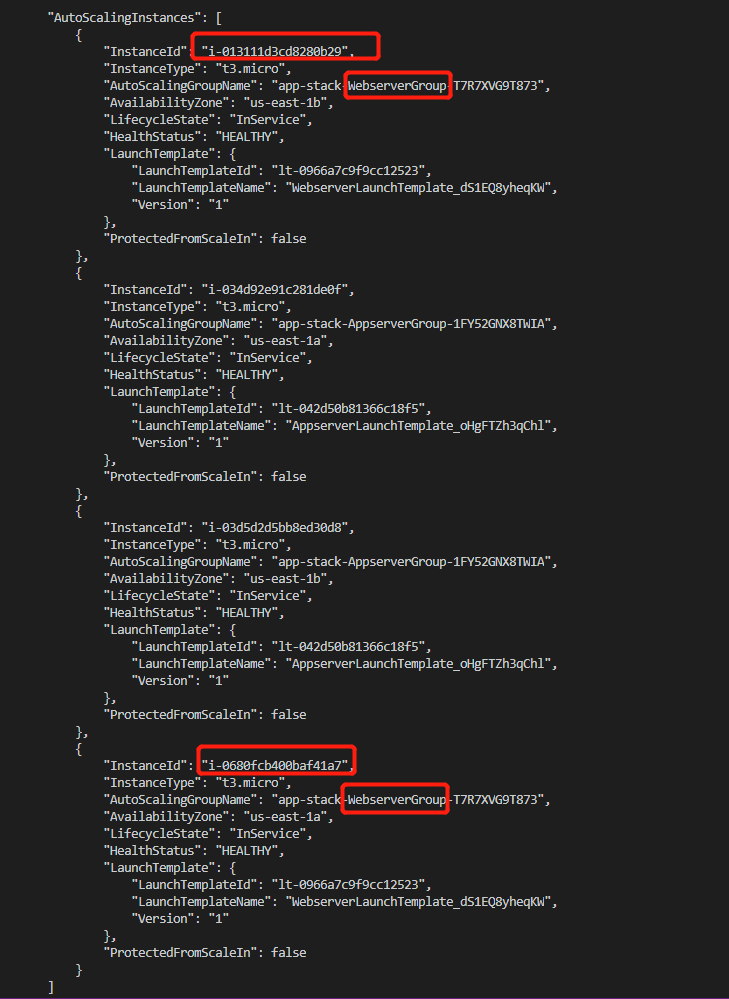 "AutoScalingInstances": [
{
"InstanceId": "i-013111d3cd8280b29",
"InstanceType": "t3.micro",
"AutoScalingGroupName": "app-stack-WebserverGroup-T7R7XVG9T873",
"AvailabilityZone": "us-east-1b",
"LifecycleState": "InService",
"HealthStatus": "HEALTHY",
"LaunchTemplate": {
"LaunchTemplateId": "lt-0966a7c9f9cc12523",
"LaunchTemplateName": "WebserverLaunchTemplate_dS1EQ8yheqKW",
"Version": "1"
},
"ProtectedFromScaleIn": false
},
{
"InstanceId": "i-034d92e91c281de0f",
"InstanceType": "t3.micro",
"AutoScalingGroupName": "app-stack-AppserverGroup-1FY52GNX8TWIA",
"AvailabilityZone": "us-east-1a",
"LifecycleState": "InService",
"HealthStatus": "HEALTHY",
"LaunchTemplate": {
"LaunchTemplateId": "lt-042d50b81366c18f5",
"LaunchTemplateName": "AppserverLaunchTemplate_oHgFTZh3qChl",
"Version": "1"
},
"ProtectedFromScaleIn": false
},
{
"InstanceId": "i-03d5d2d5bb8ed30d8",
"InstanceType": "t3.micro",
"AutoScalingGroupName": "app-stack-AppserverGroup-1FY52GNX8TWIA",
"AvailabilityZone": "us-east-1b",
"LifecycleState": "InService",
"HealthStatus": "HEALTHY",
"LaunchTemplate": {
"LaunchTemplateId": "lt-042d50b81366c18f5",
"LaunchTemplateName": "AppserverLaunchTemplate_oHgFTZh3qChl",
"Version": "1"
},
"ProtectedFromScaleIn": false
},
{
"InstanceId": "i-0680fcb400baf41a7",
"InstanceType": "t3.micro",
"AutoScalingGroupName": "app-stack-WebserverGroup-T7R7XVG9T873",
"AvailabilityZone": "us-east-1a",
"LifecycleState": "InService",
"HealthStatus": "HEALTHY",
"LaunchTemplate": {
"LaunchTemplateId": "lt-0966a7c9f9cc12523",
"LaunchTemplateName": "WebserverLaunchTemplate_dS1EQ8yheqKW",
"Version": "1"
},
"ProtectedFromScaleIn": false
}
]